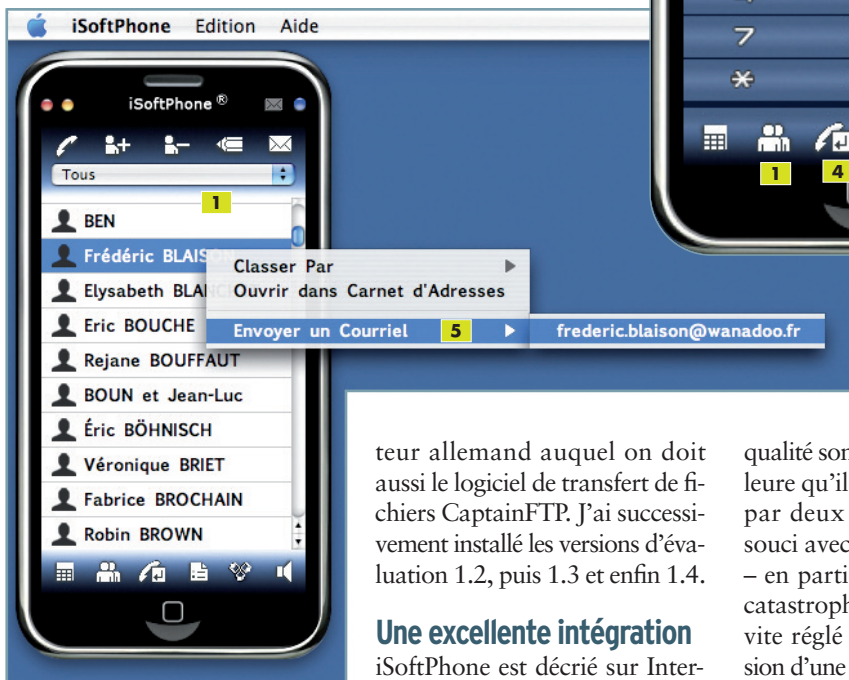 iSoftPhone Edition Aide
iSoftPhone ®
Tous
1
BEN
Frédéric BLAISON
Elysabeth BLAN
Eric BOUCHE
Rejane BOUFFAUT
BOUN et Jean-Luc
Éric BÖHNISCH
Véronique BRIET
Fabrice BROCHAIN
Robin BROWN
Classer Par
Ouvrir dans Carnet d'Adresses
Envoyer un Courriel 5
frederic.blaison@wanadoo.fr
7
*
1 4
teur allemand auquel on doit
aussi le logiciel de transfert de fi-
chiers CaptainFTP. J'ai successi-
vement installé les versions d'éva-
luation 1.2, puis 1.3 et enfin 1.4.
Une excellente intégration
iSoftPhone est décrié sur Inter-
qualité son
leure qu'il
par deux
souci avec
– en parti
catastroph
vite réglé
sion d'une